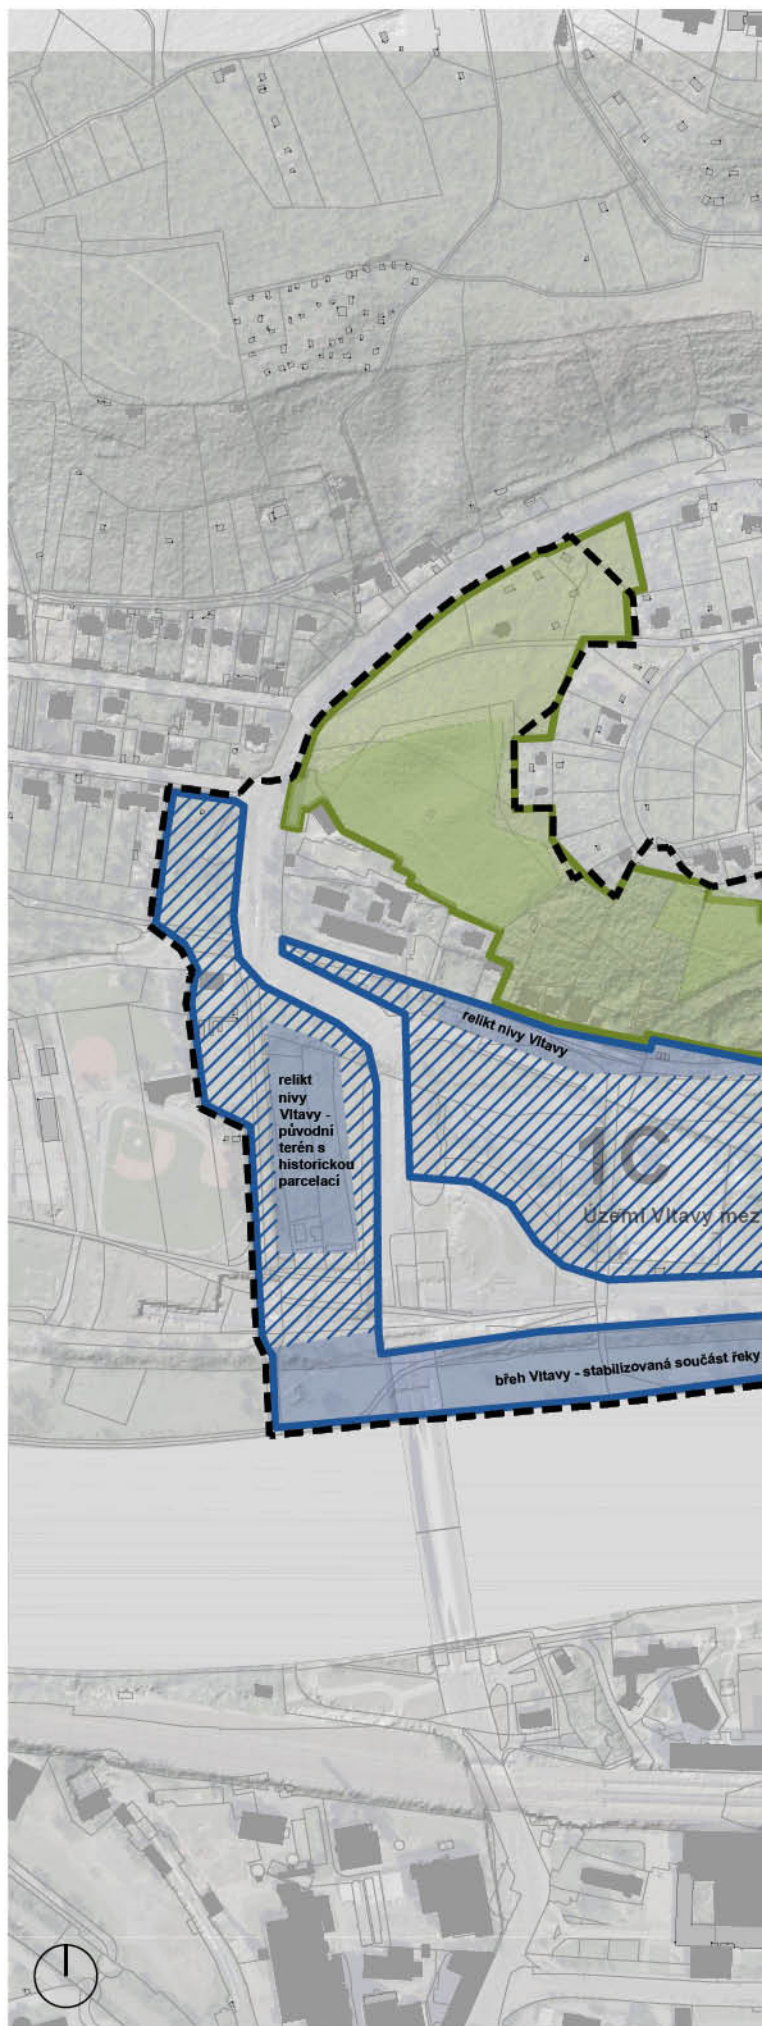 relikt nivy Vltavy
relikt
nivy
Vltavy -
původní
terén s
historickou
parcelací
1C
Území Vltavy mez
břeh Vltavy - stabilizovaná součást řeky